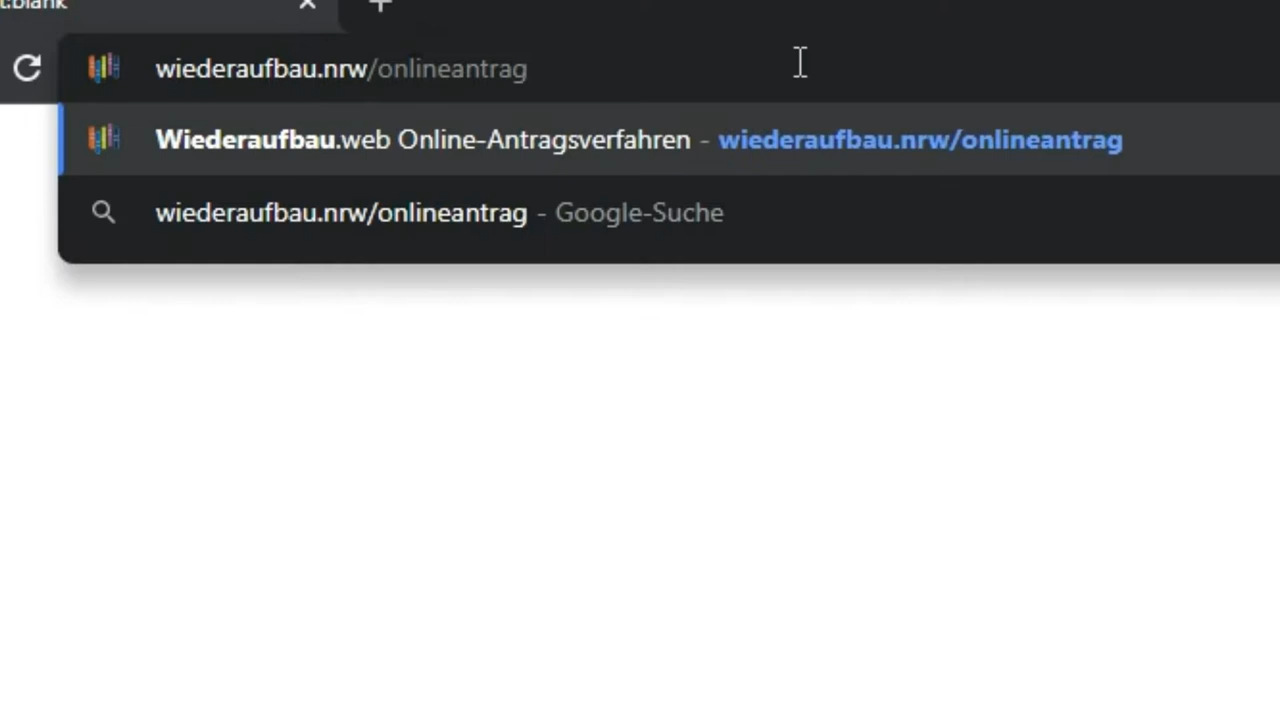 t:blank
wiederaufbau.nrw/onlineantrag
Wiederaufbau.web Online-Antragsverfahren - wiederaufbau.nrw/onlineantrag
wiederaufbau.nrw/onlineantrag - Google-Suche